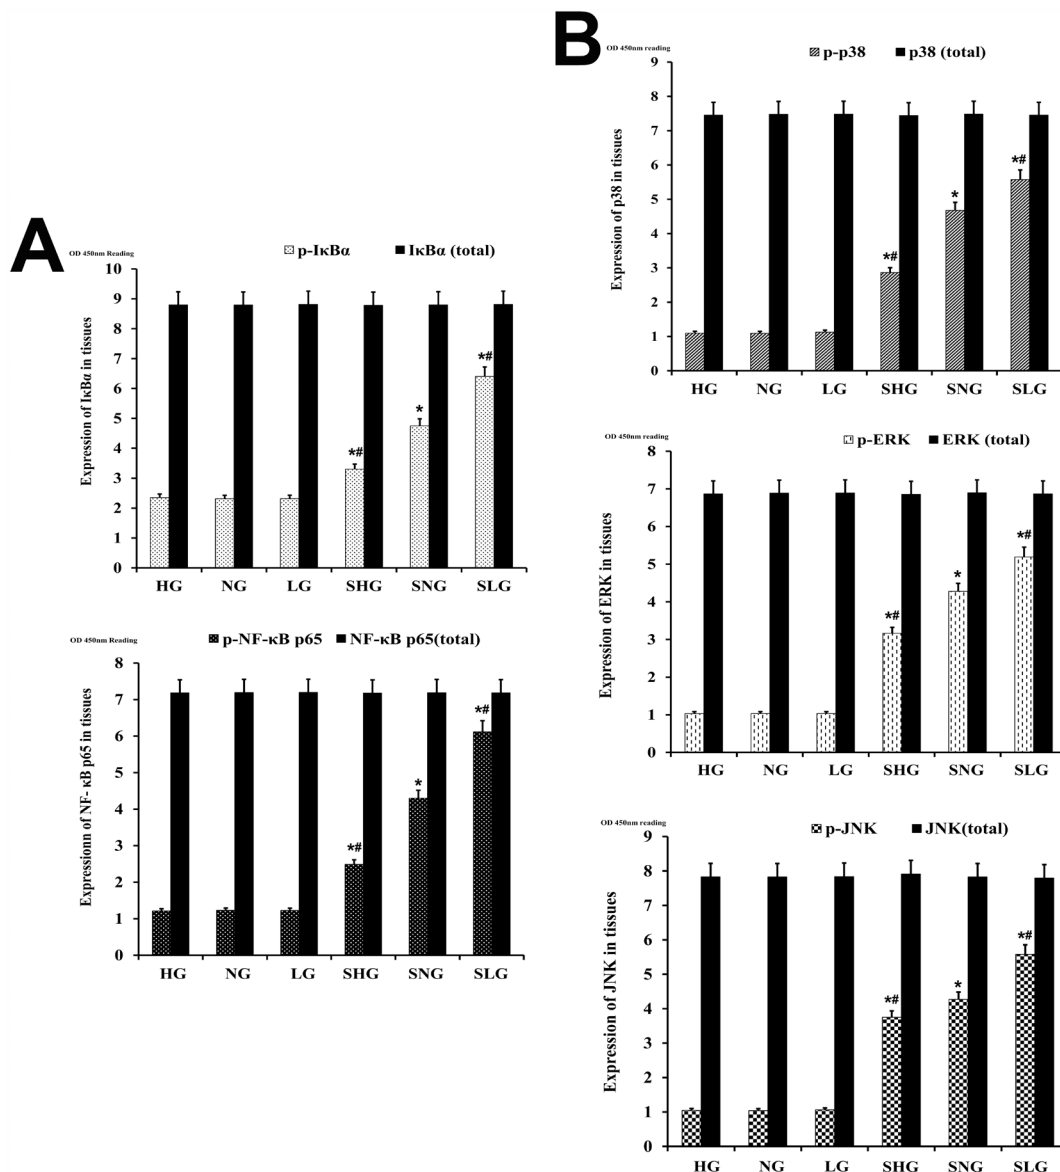 A
OD 450nm Reading
p-IκBα IκBα (total)
Expression of IκBα in tissues
10
9
8
7
6
5
4
3
2
1
0
*# * *#
HG NG LG SHG SNG SLG
OD 450nm Reading
p-NF-κB p65 NF-κB p65(total)
Expressionn of NF- κB p65 in tissues
8
7
6
5
4
3
2
1
0
*# * *#
HG NG LG SHG SNG SLG
B
OD 450nm reading
p-p38 p38 (total)
Expression of p38 in tissues
9
8
7
6
5
4
3
2
1
0
*# * *#
HG NG LG SHG SNG SLG
OD 450nm reading
p-ERK ERK (total)
Expression of ERK in tissues
8
7
6
5
4
3
2
1
0
*# * *#
HG NG LG SHG SNG SLG
OD 450nm reading
p-JNK JNK(total)
Expression of JNK in tissues
9
8
7
6
5
4
3
2
1
0
*# * *#
HG NG LG SHG SNG SLG